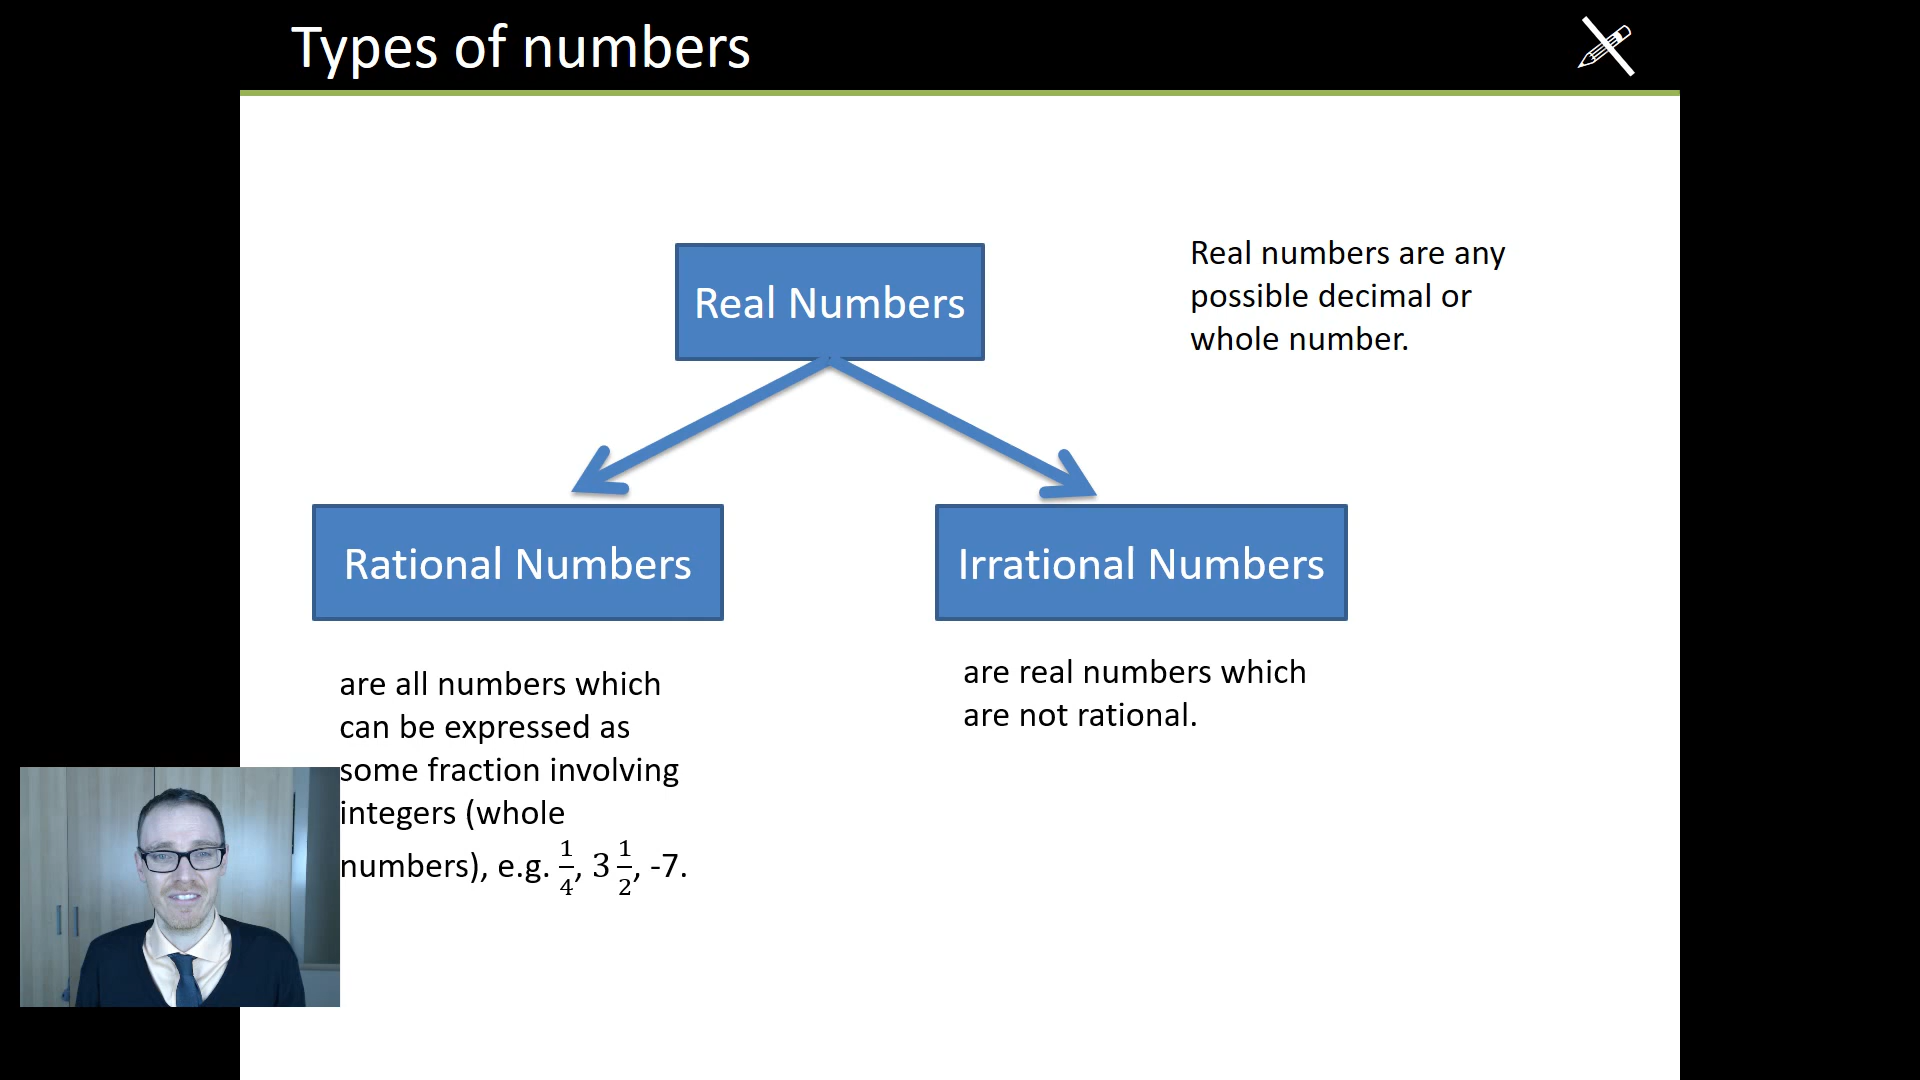 Types of numbers
Real Numbers
Real numbers are any
possible decimal or
whole number.
Rational Numbers
Irrational Numbers
are all numbers which
can be expressed as
some fraction involving
integers (whole
numbers), e.g. 1/4, 3 1/2, -7.
are real numbers which
are not rational.